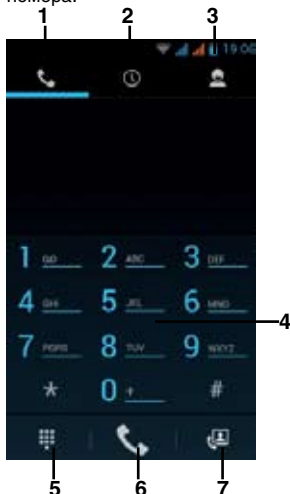 номера.
1 2 3
19:00
1 2 ABC 3 DEF
4 GHI 5 JKL 6 MNO
4
7 PQRS 8 TUV 9 WXYZ
* 0 + #
5 6 7